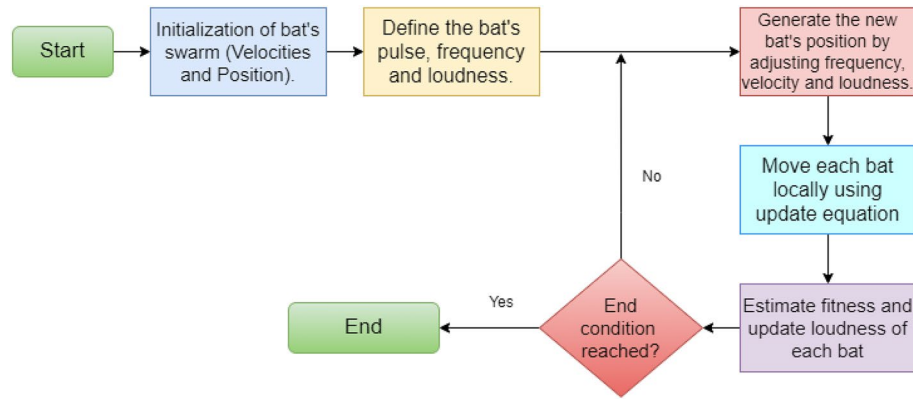 Start
Initialization of bat's
swarm (Velocities
and Position).
Define the bat's
pulse, frequency
and loudness.
Generate the new
bat's position by
adjusting frequency,
velocity and loudness.
Move each bat
locally using
update equation
Estimate fitness and
update loudness of
each bat
End
condition
reached?
No
Yes
End